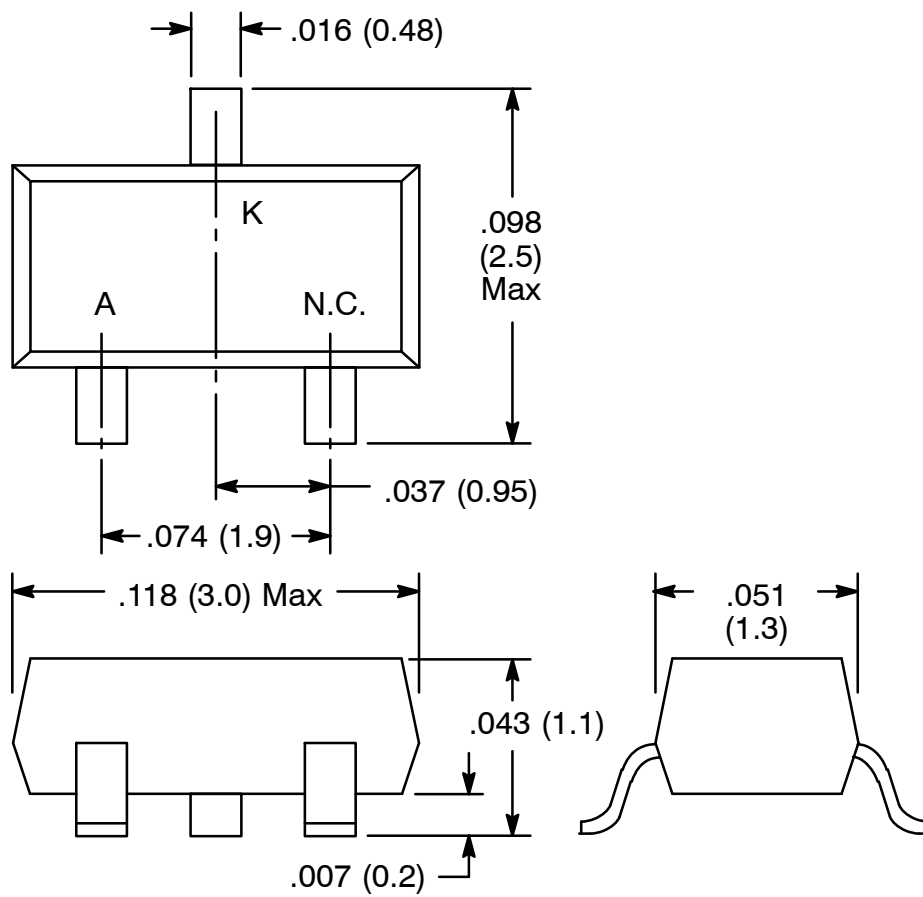 .016 (0.48)
K
.098
(2.5)
Max
A
N.C.
.037 (0.95)
.074 (1.9)
.118 (3.0) Max
.051
(1.3)
.043 (1.1)
.007 (0.2)